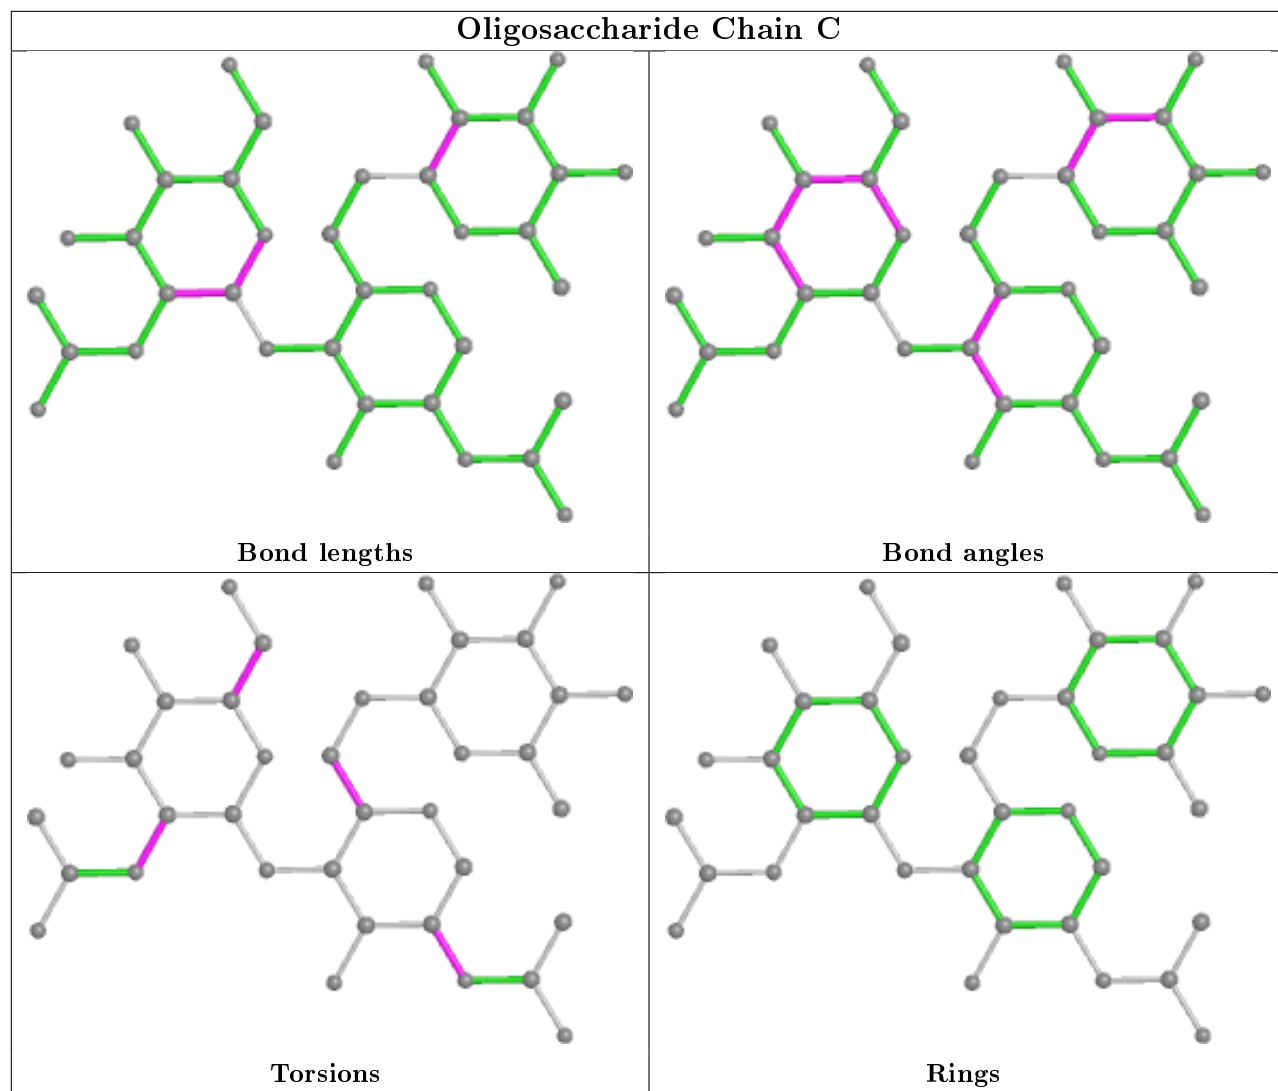 Oligosaccharide Chain C
Bond lengths
Bond angles
Torsions
Rings